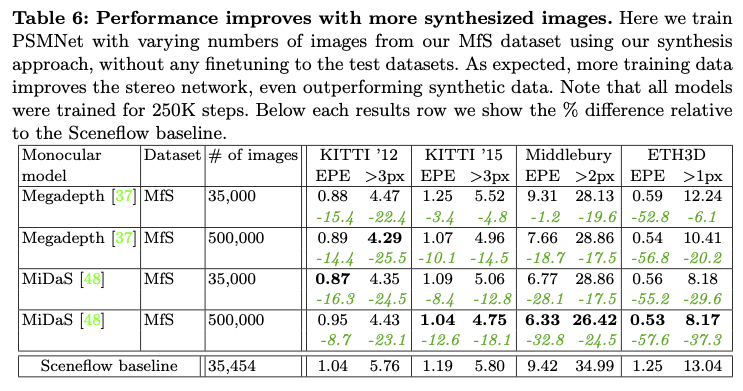 Table 6: Performance improves with more synthesized images. Here we train
PSMNet with varying numbers of images from our MfS dataset using our synthesis
approach, without any finetuning to the test datasets. As expected, more training data
improves the stereo network, even outperforming synthetic data. Note that all models
were trained for 250K steps. Below each results row we show the % difference relative
to the Sceneflow baseline.
Monocular Dataset # of images KITTI '12 KITTI '15 Middlebury ETH3D
model EPE >3px EPE >3px EPE >2px EPE >1px
Megadepth [37] MfS 35,000 0.88 4.47 1.25 5.52 9.31 28.13 0.59 12.24
-15.4 -22.4 -3.4 -4.8 -1.2 -19.6 -52.8 -6.1
Megadepth [37] MfS 500,000 0.89 4.29 1.07 4.96 7.66 28.86 0.54 10.41
-14.4 -25.5 -10.1 -14.5 -18.7 -17.5 -56.8 -20.2
MiDaS [48] MfS 35,000 0.87 4.35 1.09 5.06 6.77 28.86 0.56 8.18
-16.3 -24.5 -8.4 -12.8 -28.1 -17.5 -55.2 -29.6
MiDaS [48] MfS 500,000 0.95 4.43 1.04 4.75 6.33 26.42 0.53 8.17
-8.7 -23.1 -12.6 -18.1 -32.8 -24.5 -57.6 -37.3
Sceneflow baseline 35,454 1.04 5.76 1.19 5.80 9.42 34.99 1.25 13.04